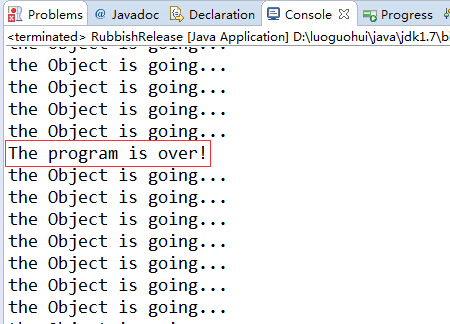 Problems @ Javadoc Declaration Console Progress
<terminated> RubbishRelease [Java Application] D:\luoguohui\java\jdk1.7\b
the Object is going...
the Object is going...
the Object is going...
the Object is going...
The program is over!
the Object is going...
the Object is going...
the Object is going...
the Object is going...
the Object is going...
the Object is going...
the Object is going...